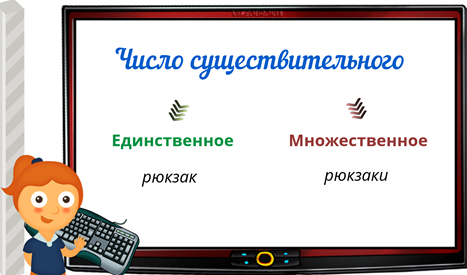 Число существительного
Единственное Множественное
рюкзак рюкзаки